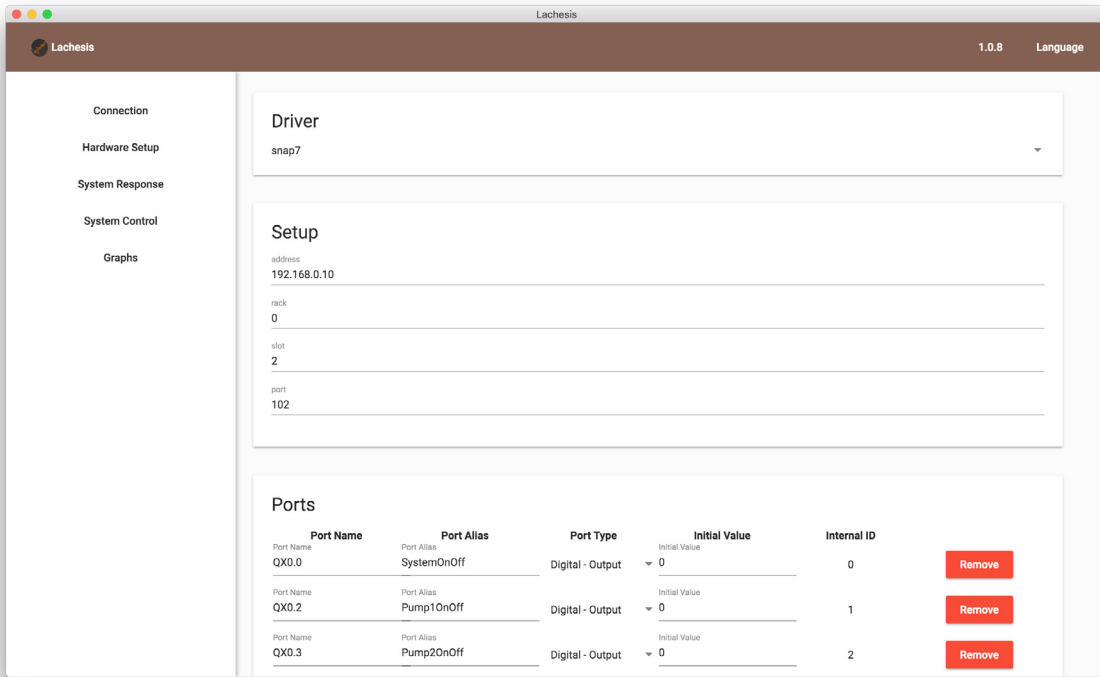 Lachesis
Lachesis 1.0.8 Language
Connection
Hardware Setup
System Response
System Control
Graphs
Driver
snap7
Setup
address
192.168.0.10
rack
0
slot
2
port
102
Ports
Port Name Port Alias Port Type Initial Value Internal ID
Port Name Port Alias Initial Value
QX0.0 SystemOnOff Digital - Output 0 0 Remove
Port Name Port Alias Initial Value
QX0.2 Pump1OnOff Digital - Output 0 1 Remove
Port Name Port Alias Initial Value
QX0.3 Pump2OnOff Digital - Output 0 2 Remove